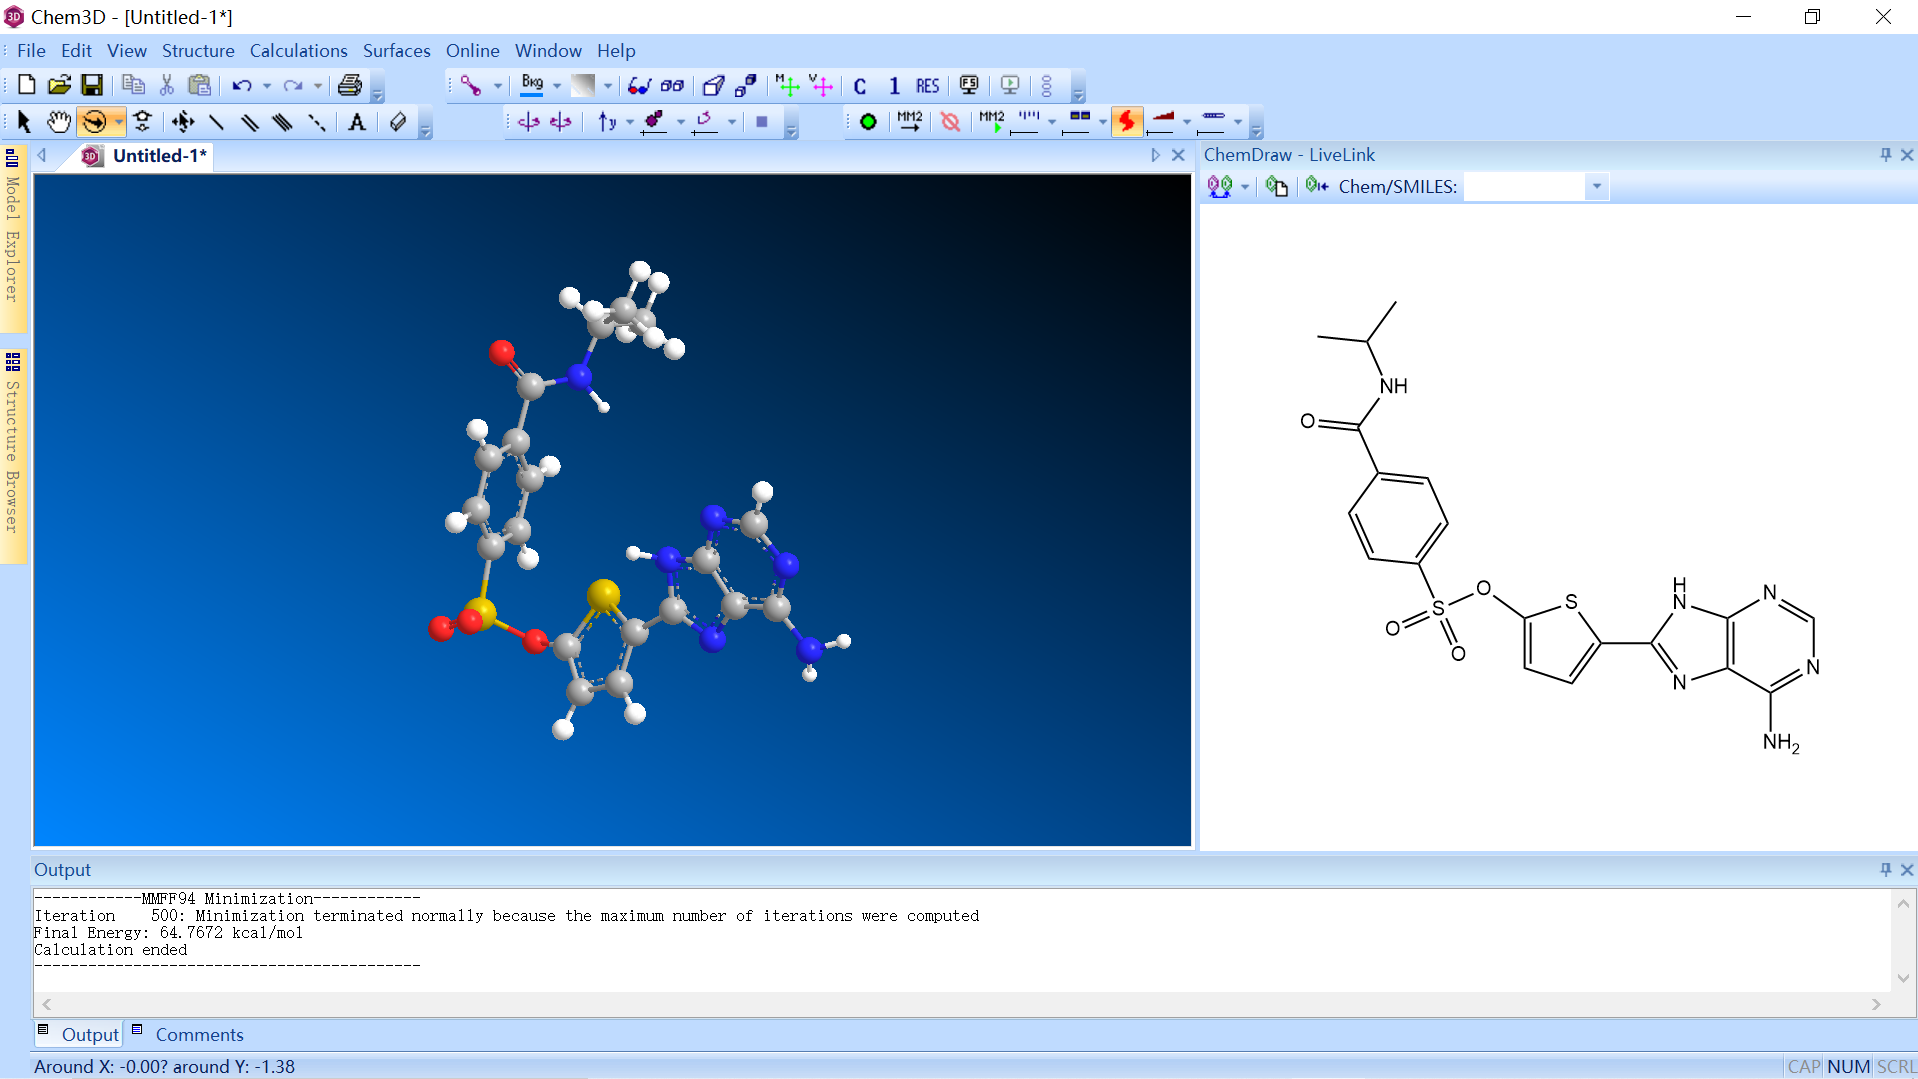 Chem3D - [Untitled-1*]
File Edit View Structure Calculations Surfaces Online Window Help
Bkg M V C 1 RES F5
A y MM2 MM2
Model Explorer
Structure Browser
3D Untitled-1*
ChemDraw - LiveLink
Chem/SMILES:
NH
O
O
S
O
O
S
H
N
N
N
N
NH2
Output
------------MMFF94 Minimization------------
Iteration 500: Minimization terminated normally because the maximum number of iterations were computed
Final Energy: 64.7672 kcal/mol
Calculation ended
-------------------------------------------
Output Comments
Around X: -0.00? around Y: -1.38
CAP NUM SCRL